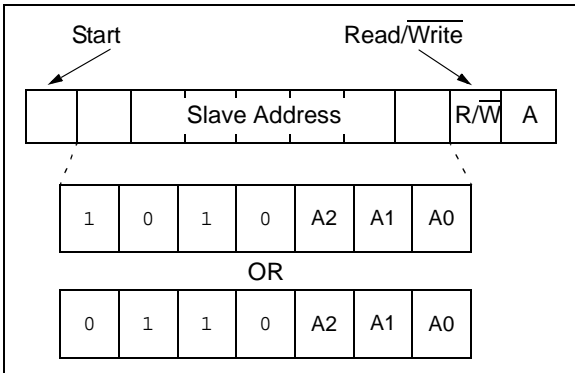 Start Read/Write
Slave Address R/W A
1 0 1 0 A2 A1 A0
OR
0 1 1 0 A2 A1 A0